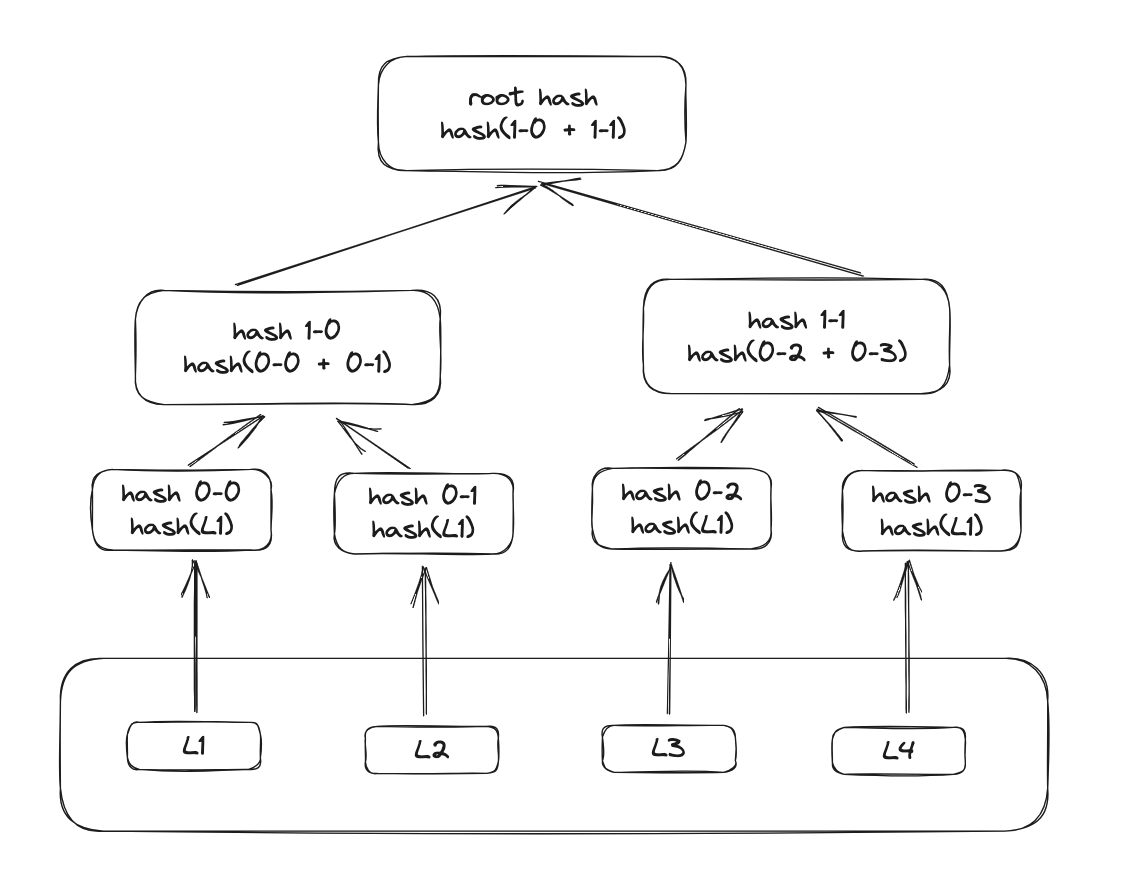 root hash
hash(1-0 + 1-1)
hash 1-0
hash(0-0 + 0-1)
hash 1-1
hash(0-2 + 0-3)
hash 0-0
hash(L1)
hash 0-1
hash(L1)
hash 0-2
hash(L1)
hash 0-3
hash(L1)
L1
L2
L3
L4